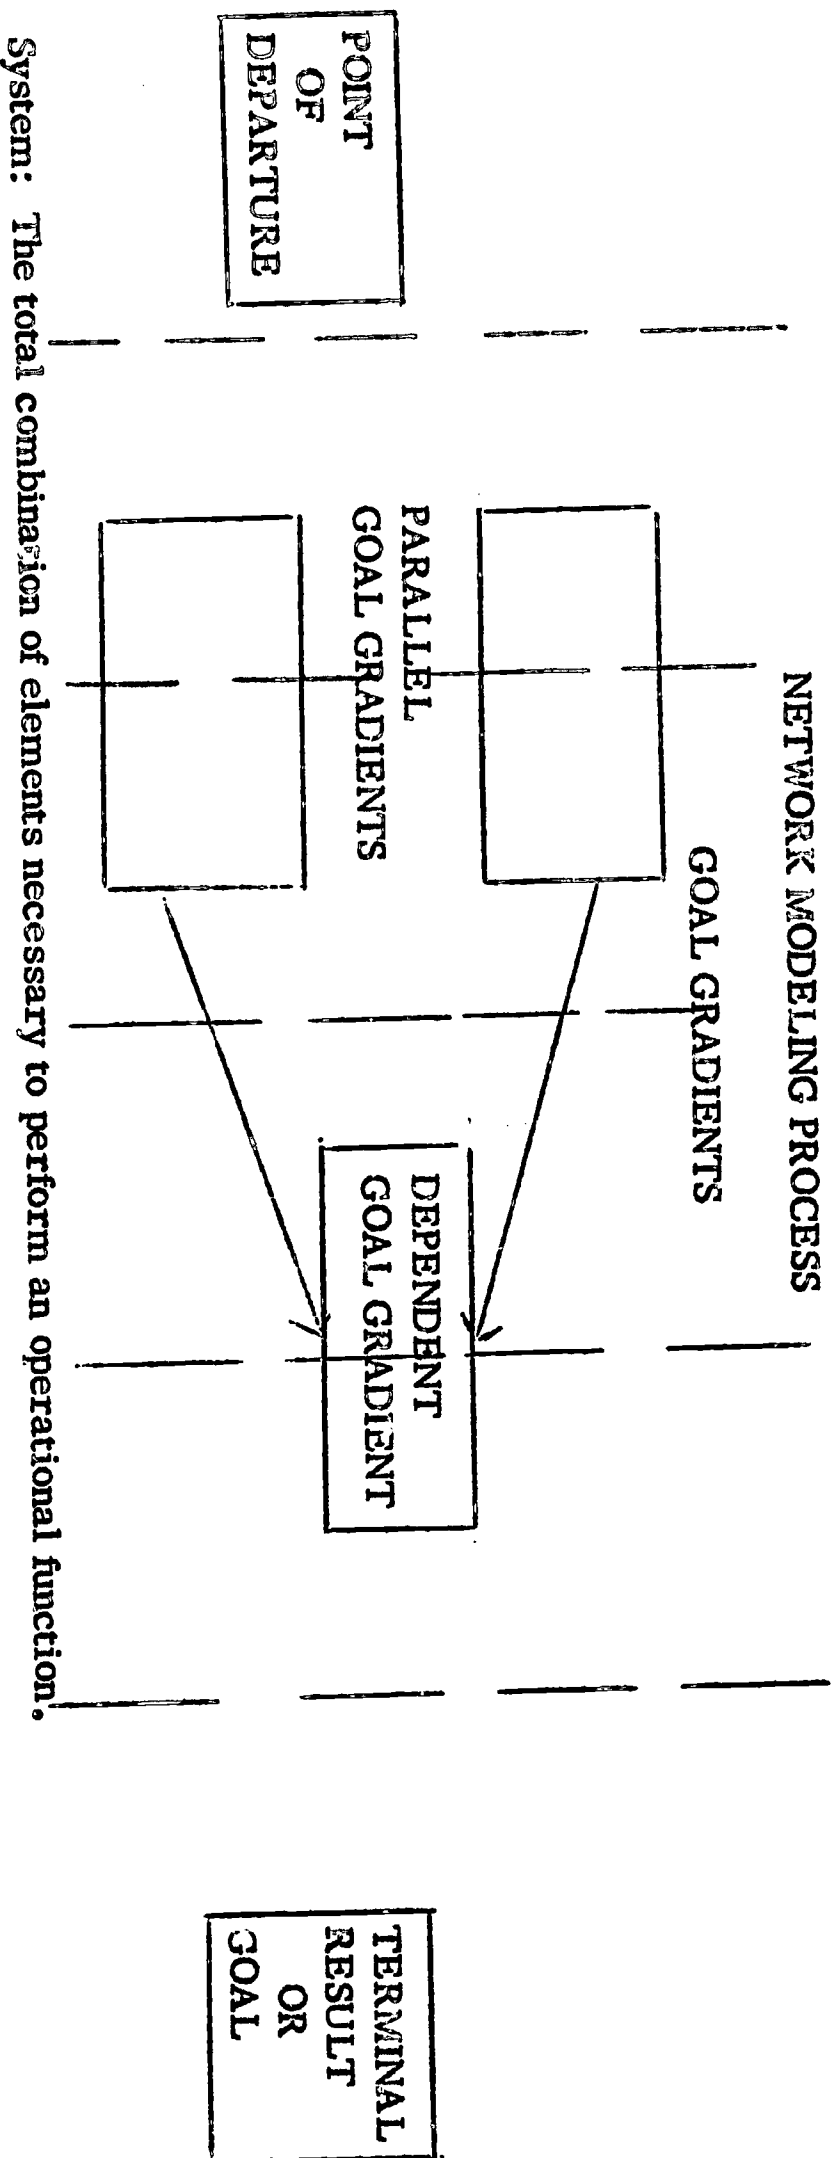 NETWORK MODELING PROCESS
GOAL GRADIENTS
POINT
OF
DEPARTURE
PARALLEL
GOAL GRADIENTS
DEPENDENT
GOAL GRADIENT
TERMINAL
RESULT
OR
GOAL
System: The total combination of elements necessary to perform an operational function.